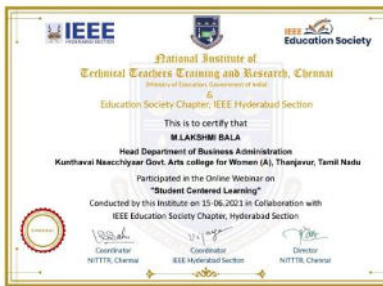 IEEE
HYDERABAD SECTION
IEEE
Education Society
National Institute of
Technical Teachers Training and Research, Chennai
(Ministry of Education, Government of India)
&
Education Society Chapter, IEEE Hyderabad Section
This is to certify that
M.LAKSHMI BALA
Head Department of Business Administration
Kunthavai Naacchiyaar Govt. Arts college for Women (A), Thanjavur, Tamil Nadu
Participated in the Online Webinar on
"Student Centered Learning"
Conducted by this Institute on 15-06.2021 in Collaboration with
IEEE Education Society Chapter, Hyderabad Section
Coordinator
NITTTR, Chennai
Coordinator
IEEE Hyderabad Section
Director
NITTTR, Chennai